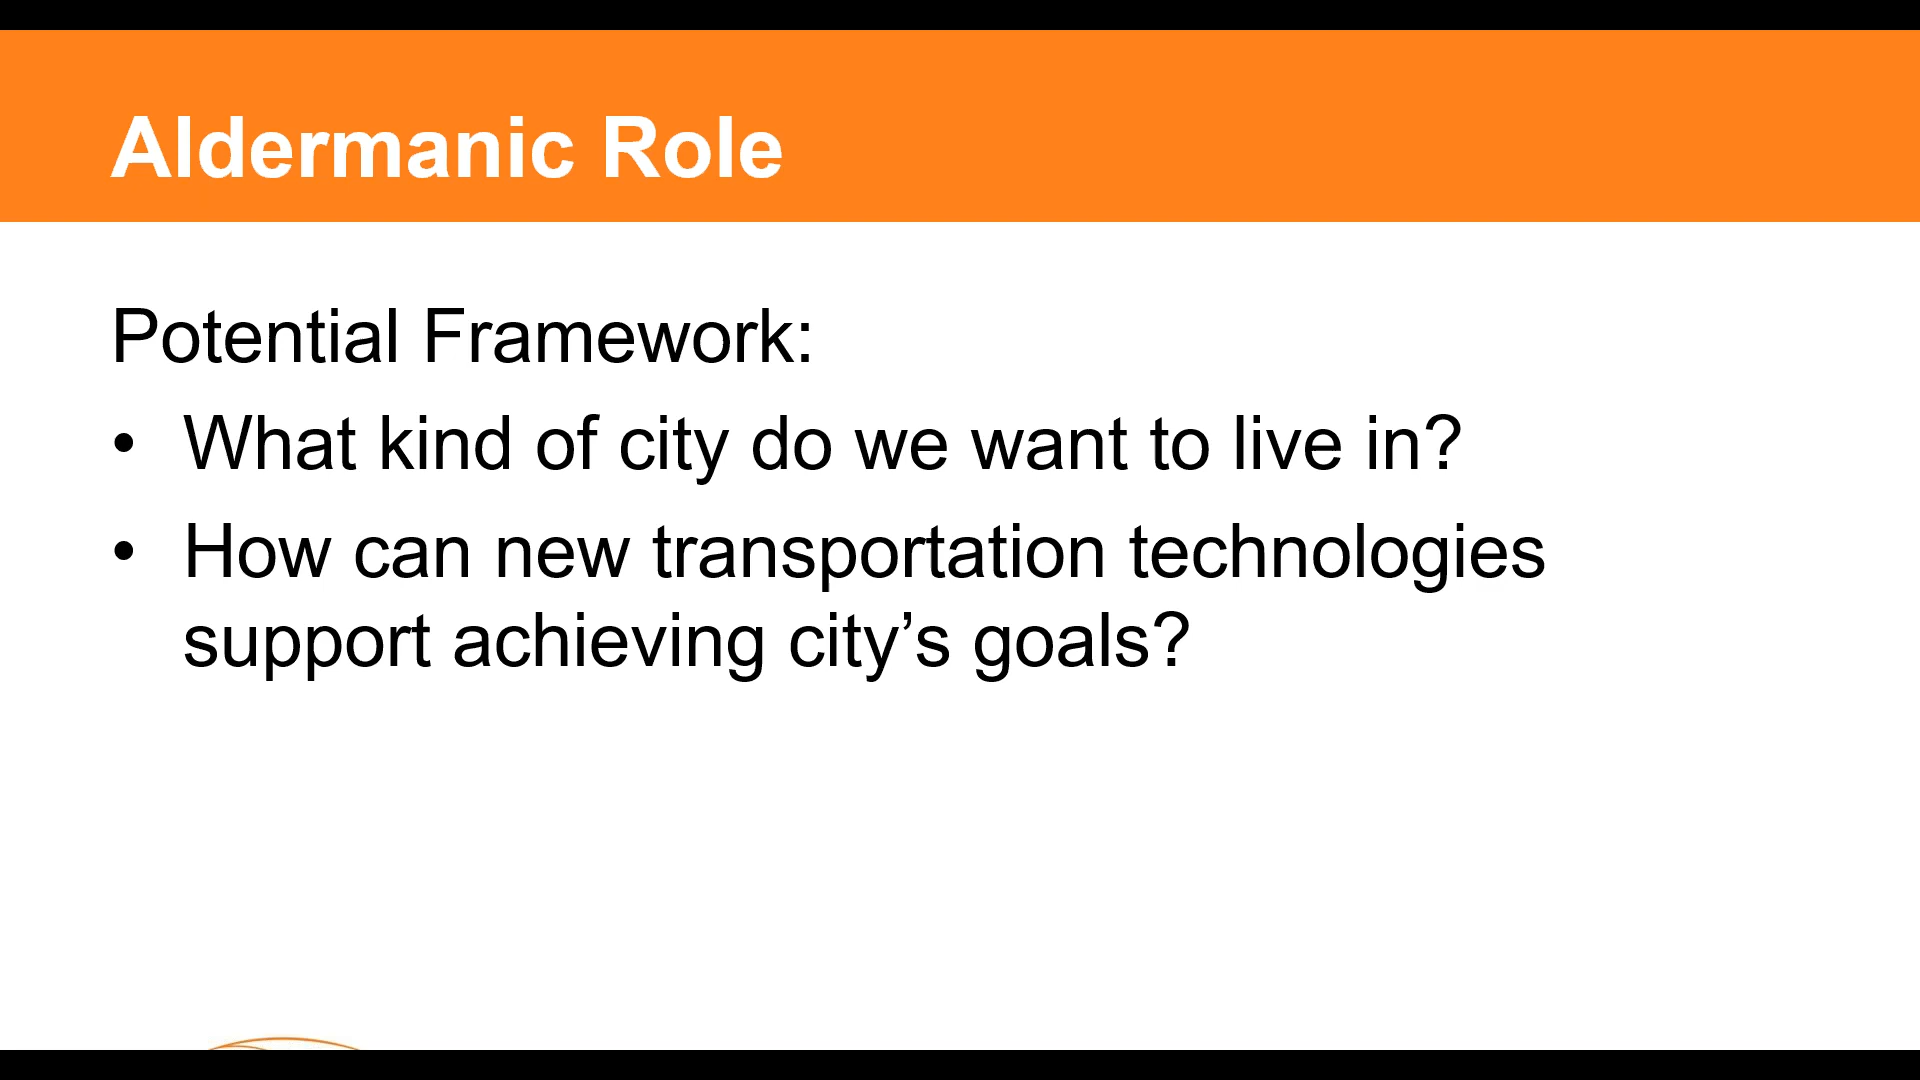 Aldermanic Role
Potential Framework:
• What kind of city do we want to live in?
• How can new transportation technologies
support achieving city’s goals?